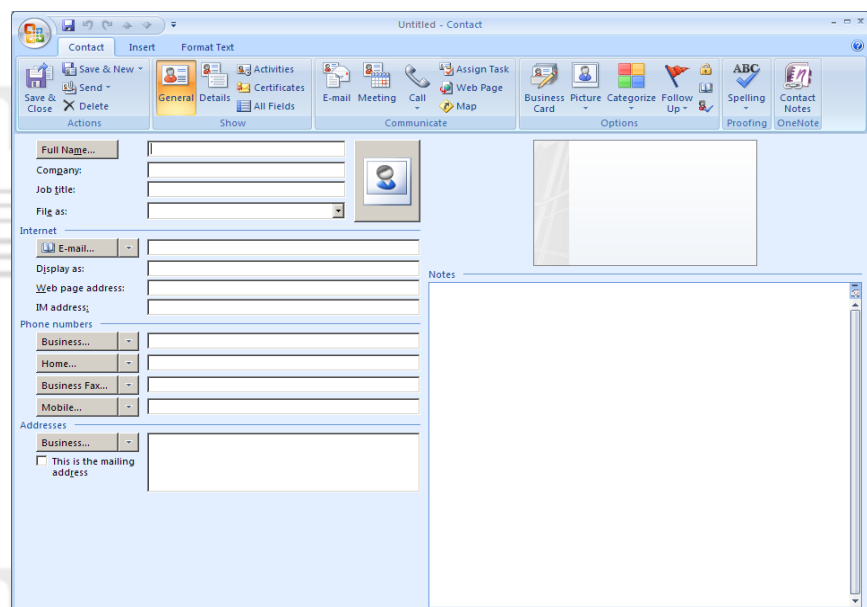 Untitled - Contact
Contact Insert Format Text
Save & Close
Save & New
Send
Delete
Actions
General
Details
Activities
Certificates
All Fields
Show
E-mail
Meeting
Call
Assign Task
Web Page
Map
Communicate
Business Card
Picture
Categorize
Follow Up
Options
ABC
Spelling
Proofing
Contact Notes
OneNote
Full Name...
Company:
Job title:
File as:
Internet
E-mail...
Display as:
Web page address:
IM address:
Phone numbers
Business...
Home...
Business Fax...
Mobile...
Addresses
Business...
This is the mailing
address
Notes